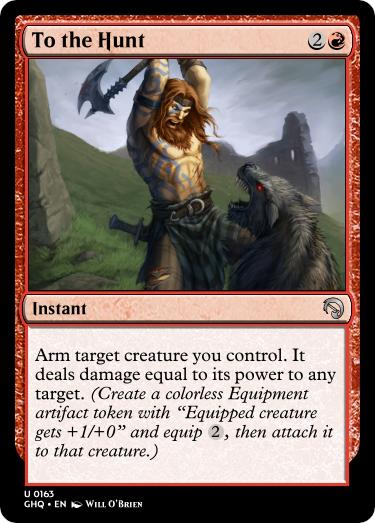 To the Hunt 2
Instant
Arm target creature you control. It
deals damage equal to its power to any
target. (Create a colorless Equipment
artifact token with “Equipped creature
gets +1/+0” and equip 2, then attach it
to that creature.)
U 0163
GHQ • EN Will O'Brien